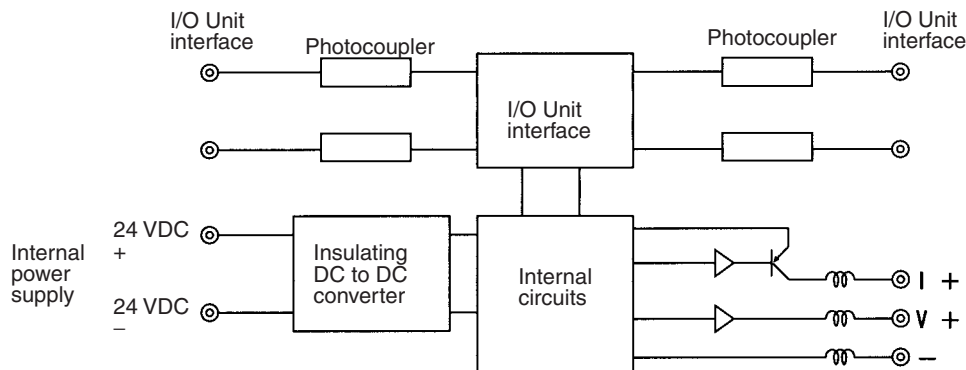 I/O Unit
interface
Photocoupler
Photocoupler
I/O Unit
interface
I/O Unit
interface
Internal
power
supply
24 VDC
+
24 VDC
–
Insulating
DC to DC
converter
Internal
circuits
I +
V +
–